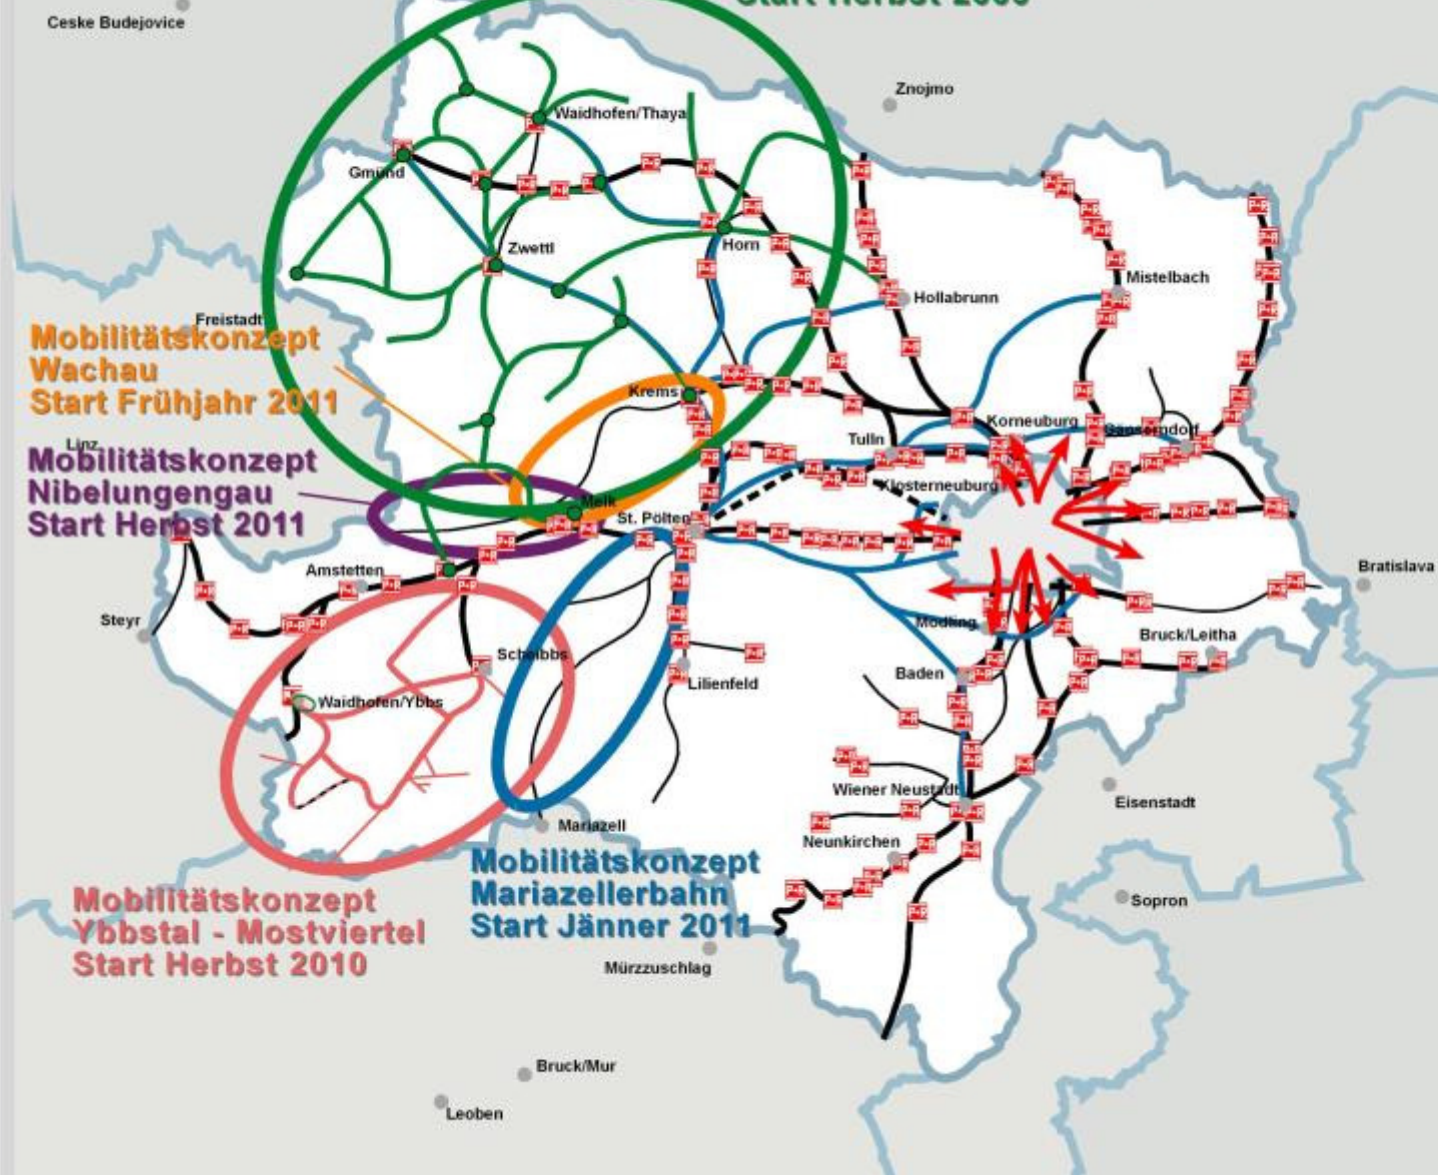 Start Herbst
Ceske Budejovice
Znojmo
Waidhofen/Thaya
Gmünd
Horn
Zwettl
Mistelbach
Hollabrunn
Freistadt
Mobilitätskonzept
Wachau
Start Frühjahr 2011
Krems
Korneuburg
Gänserndorf
Tulln
Linz
Mobilitätskonzept
Nibelungengau
Start Herbst 2011
Klosterneuburg
Melk
St. Pölten
Amstetten
Bratislava
Steyr
Mödling
Bruck/Leitha
Scheibbs
Baden
Lilienfeld
Waidhofen/Ybbs
Wiener Neustadt
Eisenstadt
Mariazell
Neunkirchen
Mobilitätskonzept
Mariazellerbahn
Start Jänner 2011
Mobilitätskonzept
Ybbstal - Mostviertel
Start Herbst 2010
Sopron
Mürzzuschlag
Bruck/Mur
Leoben